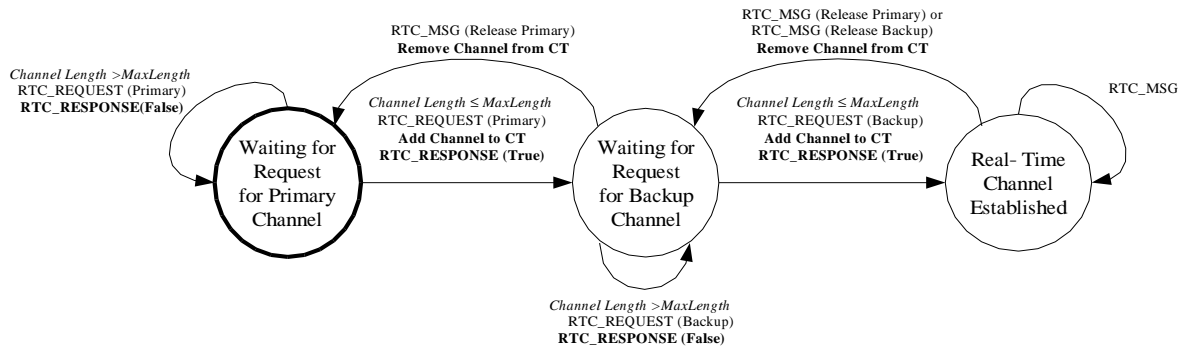 RTC_MSG (Release Primary)
Remove Channel from CT
RTC_MSG (Release Primary) or
RTC_MSG (Release Backup)
Remove Channel from CT
Channel Length >MaxLength
RTC_REQUEST (Primary)
RTC_RESPONSE(False)
Channel Length ≤ MaxLength
RTC_REQUEST (Primary)
Add Channel to CT
RTC_RESPONSE (True)
Channel Length ≤ MaxLength
RTC_REQUEST (Backup)
Add Channel to CT
RTC_RESPONSE (True)
RTC_MSG
Waiting for
Request
for Primary
Channel
Waiting for
Request
for Backup
Channel
Real- Time
Channel
Established
Channel Length >MaxLength
RTC_REQUEST (Backup)
RTC_RESPONSE (False)